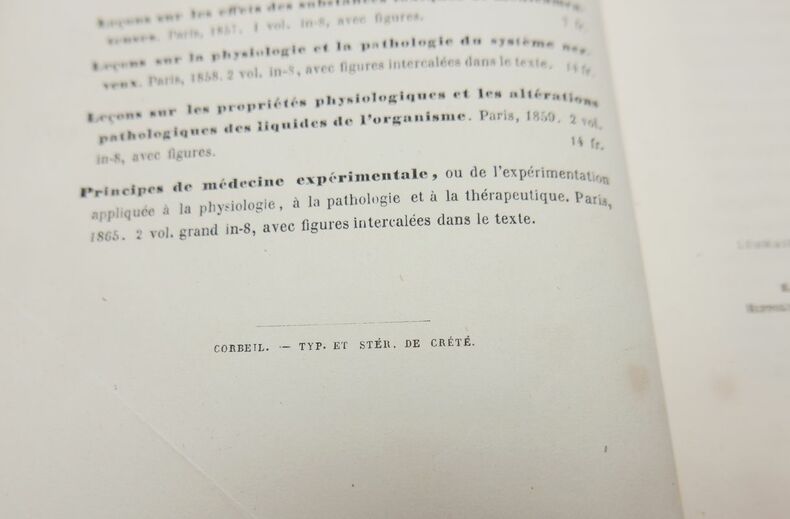 Leçons sur les effets des substances
Paris, 1857. 1 vol. in-8, avec figures. 7 fr.
Leçons sur la physiologie et la pathologie du système ner-
veux. Paris, 1858. 2 vol. in-8, avec figures intercalées dans le texte. 14 fr.
Leçons sur les propriétés physiologiques et les altérations
pathologiques des liquides de l'organisme. Paris, 1859. 2 vol.
in-8, avec figures. 14 fr.
Principes de médecine expérimentale, ou de l'expérimentation
appliquée à la physiologie, à la pathologie et à la thérapeutique. Paris,
1865. 2 vol. grand in-8, avec figures intercalées dans le texte.
CORBEIL. — TYP. ET STÉR. DE CRÉTÉ.